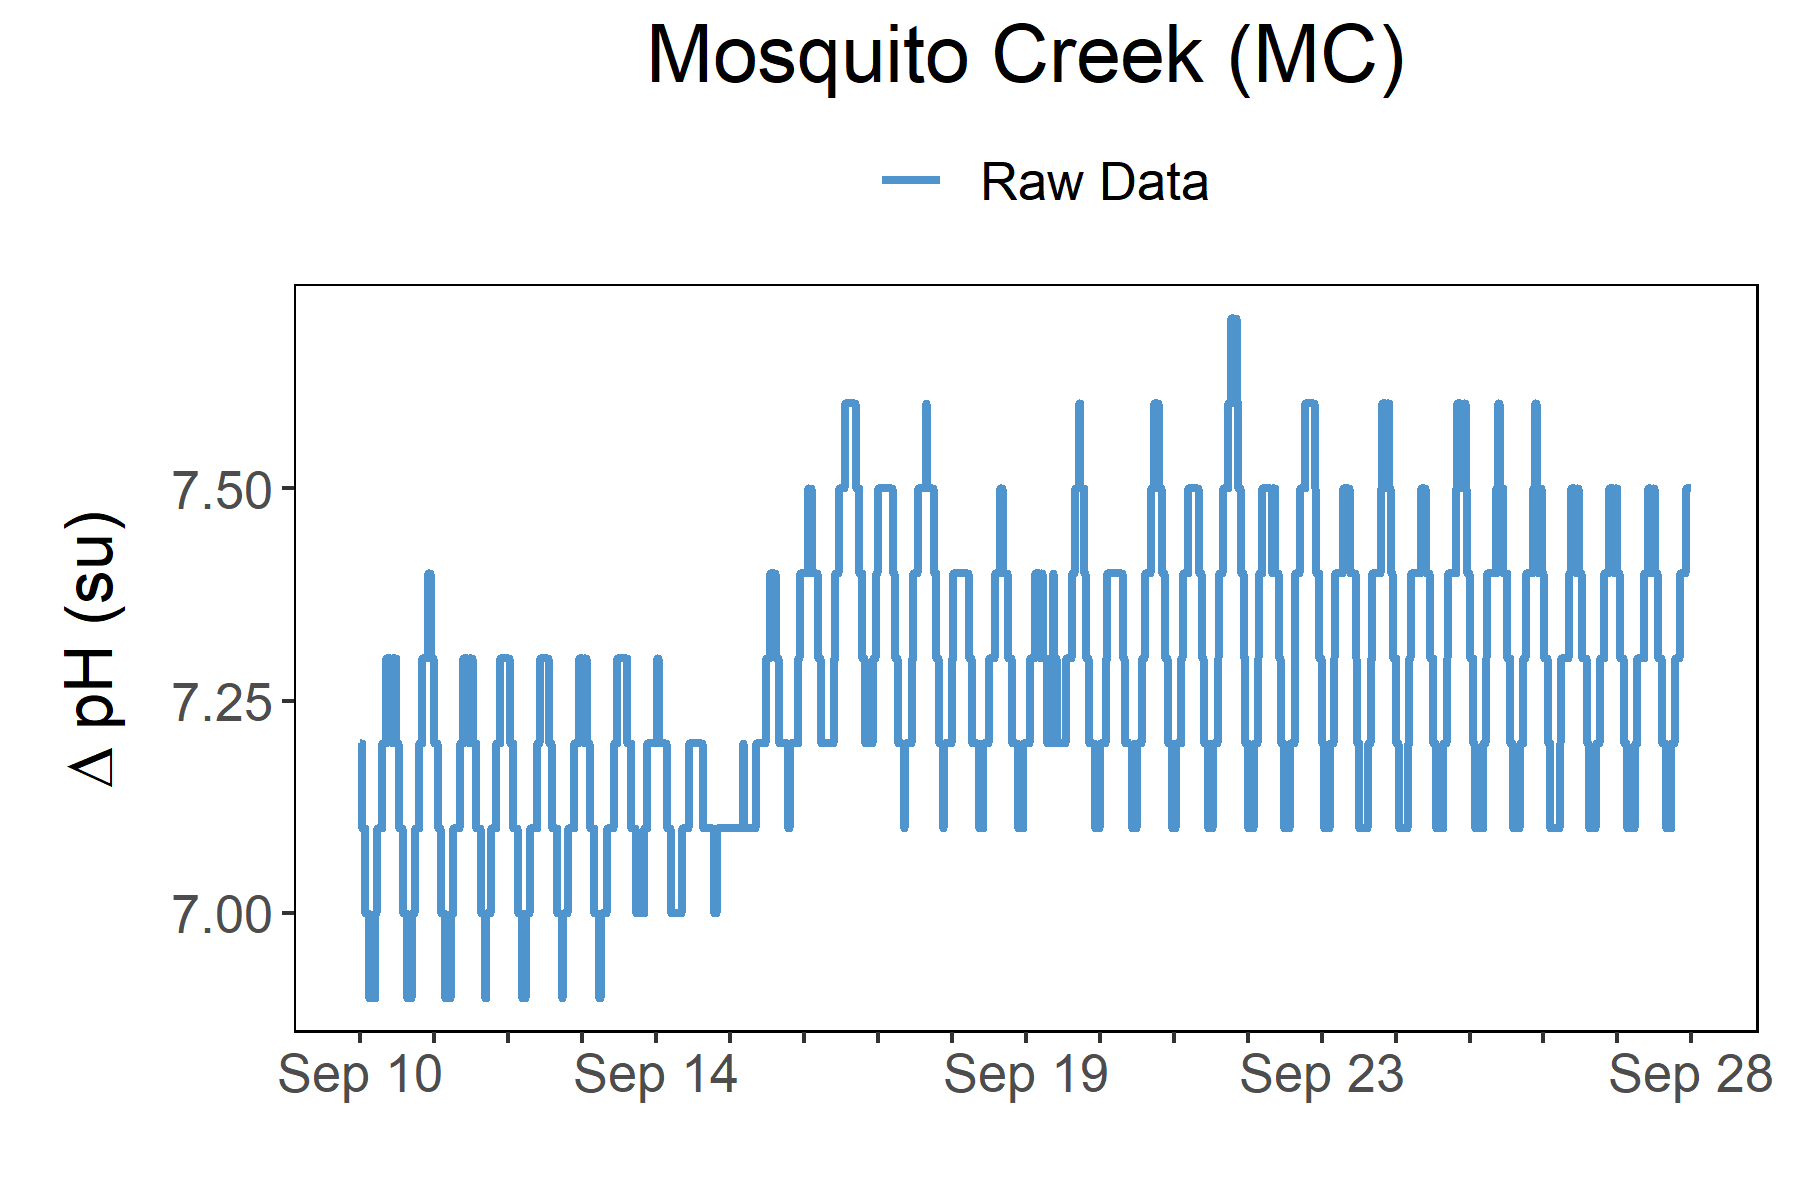 Mosquito Creek (MC)
Raw Data
Δ pH (su)
7.50
7.25
7.00
Sep 10 Sep 14 Sep 19 Sep 23 Sep 28